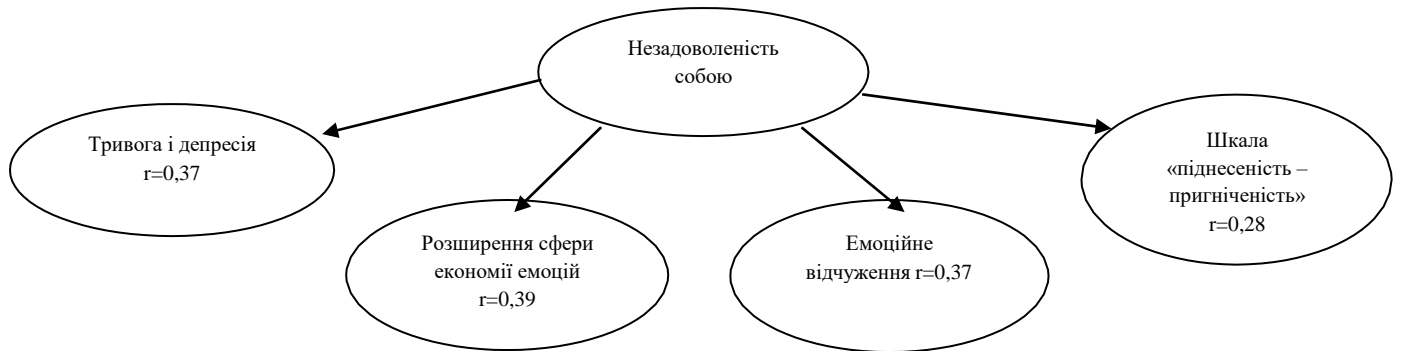 Незадоволеність
собою
Тривога і депресія
r=0,37
Розширення сфери
економії емоцій
r=0,39
Емоційне
відчуження r=0,37
Шкала
«піднесеність –
пригніченість»
r=0,28